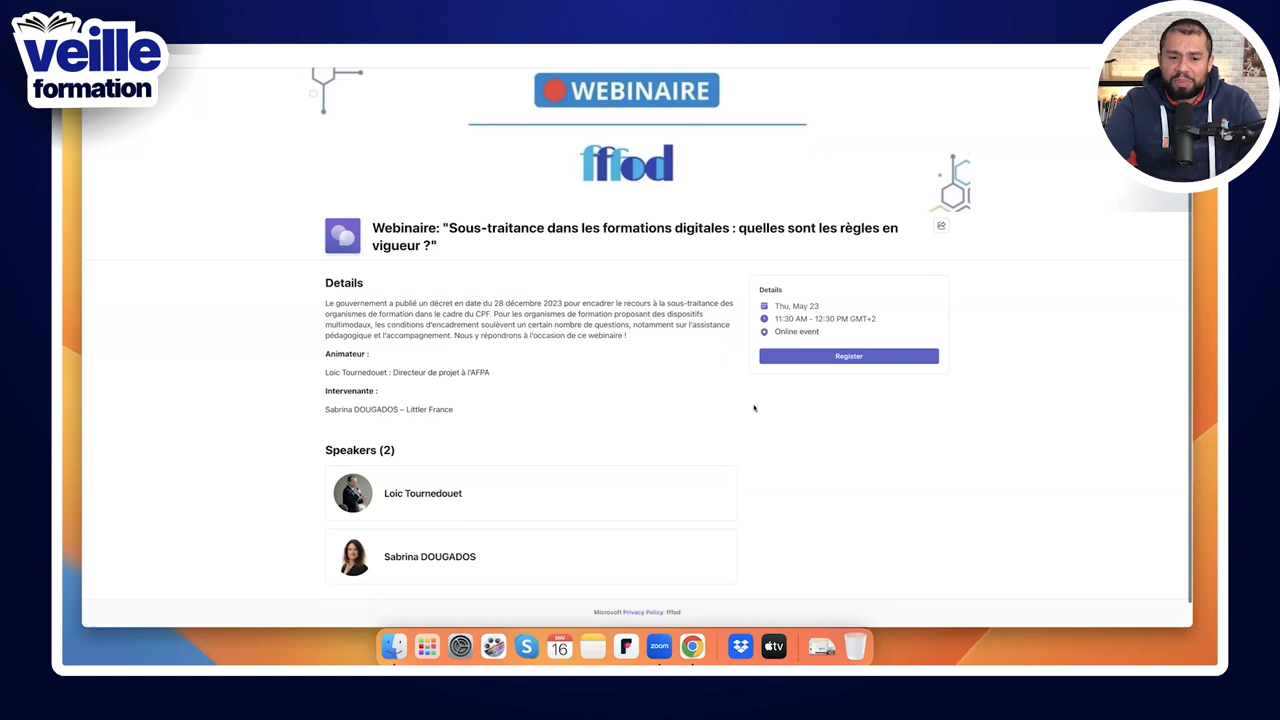 veille
formation
WEBINAIRE
fffod
Webinaire: "Sous-traitance dans les formations digitales : quelles sont les règles en
vigueur ?"
Details
Le gouvernement a publié un décret en date du 28 décembre 2023 pour encadrer le recours à la sous-traitance des
organismes de formation dans le cadre du CPF. Pour les organismes de formation proposant des dispositifs
multimodaux, les conditions d'encadrement soulèvent un certain nombre de questions, notamment sur l'assistance
pédagogique et l'accompagnement. Nous y répondrons à l'occasion de ce webinaire !
Animateur :
Loic Tournedouet : Directeur de projet à l'AFPA
Intervenante :
Sabrina DOUGADOS – Littler France
Details
Thu, May 23
11:30 AM - 12:30 PM GMT+2
Online event
Register
Speakers (2)
Loic Tournedouet
Sabrina DOUGADOS
Microsoft Privacy Policy. fffod
MAI
16
zoom
tv